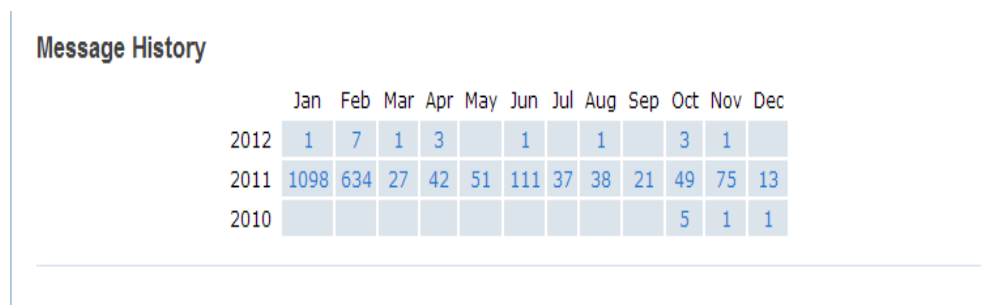 Message History
Jan Feb Mar Apr May Jun Jul Aug Sep Oct Nov Dec
2012 1 7 1 3 1 1 3 1
2011 1098 634 27 42 51 111 37 38 21 49 75 13
2010 5 1 1